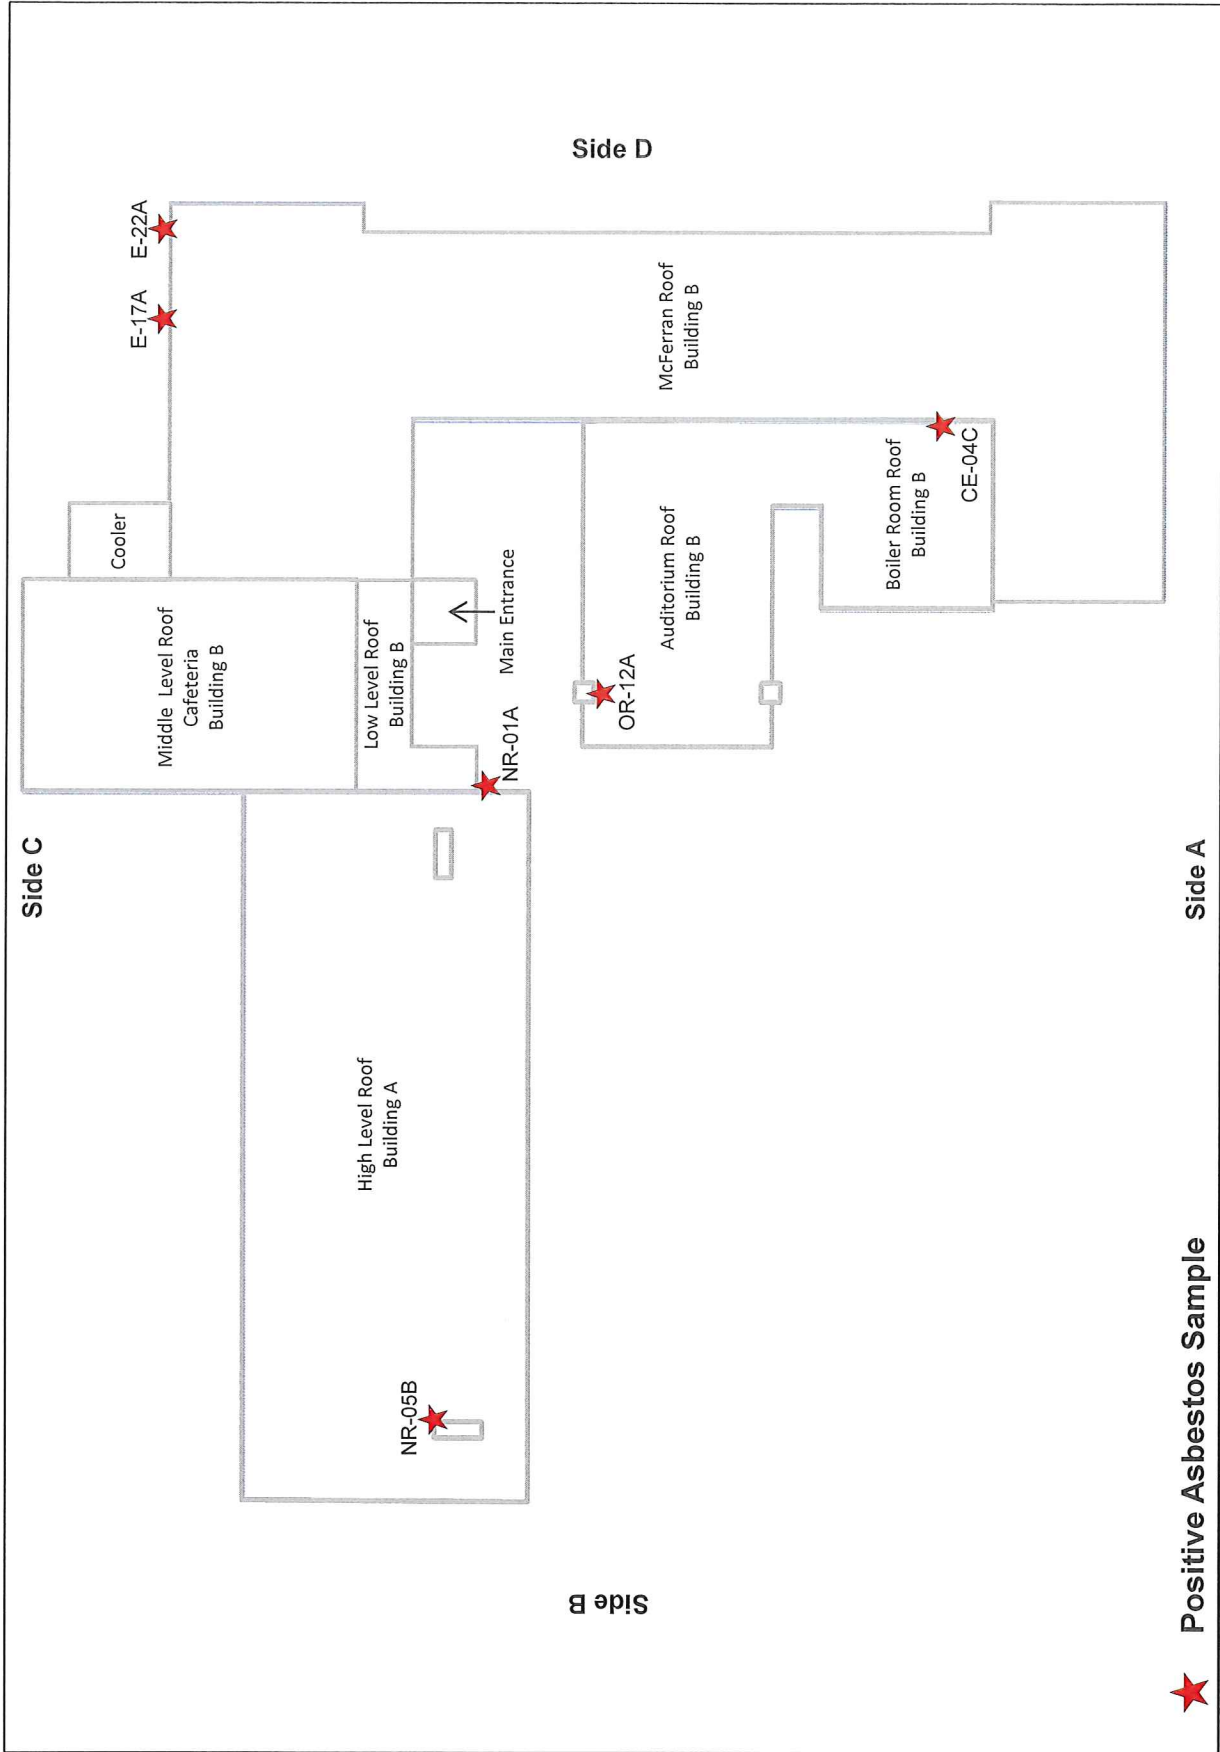 Side C
Middle Level Roof
Cafeteria
Building B
Cooler
E-17A
E-22A
Low Level Roof
Building B
High Level Roof
Building A
NR-05B
NR-01A
Main Entrance
OR-12A
Auditorium Roof
Building B
McFerran Roof
Building B
Boiler Room Roof
Building B
CE-04C
Side B
Side D
Side A
Positive Asbestos Sample